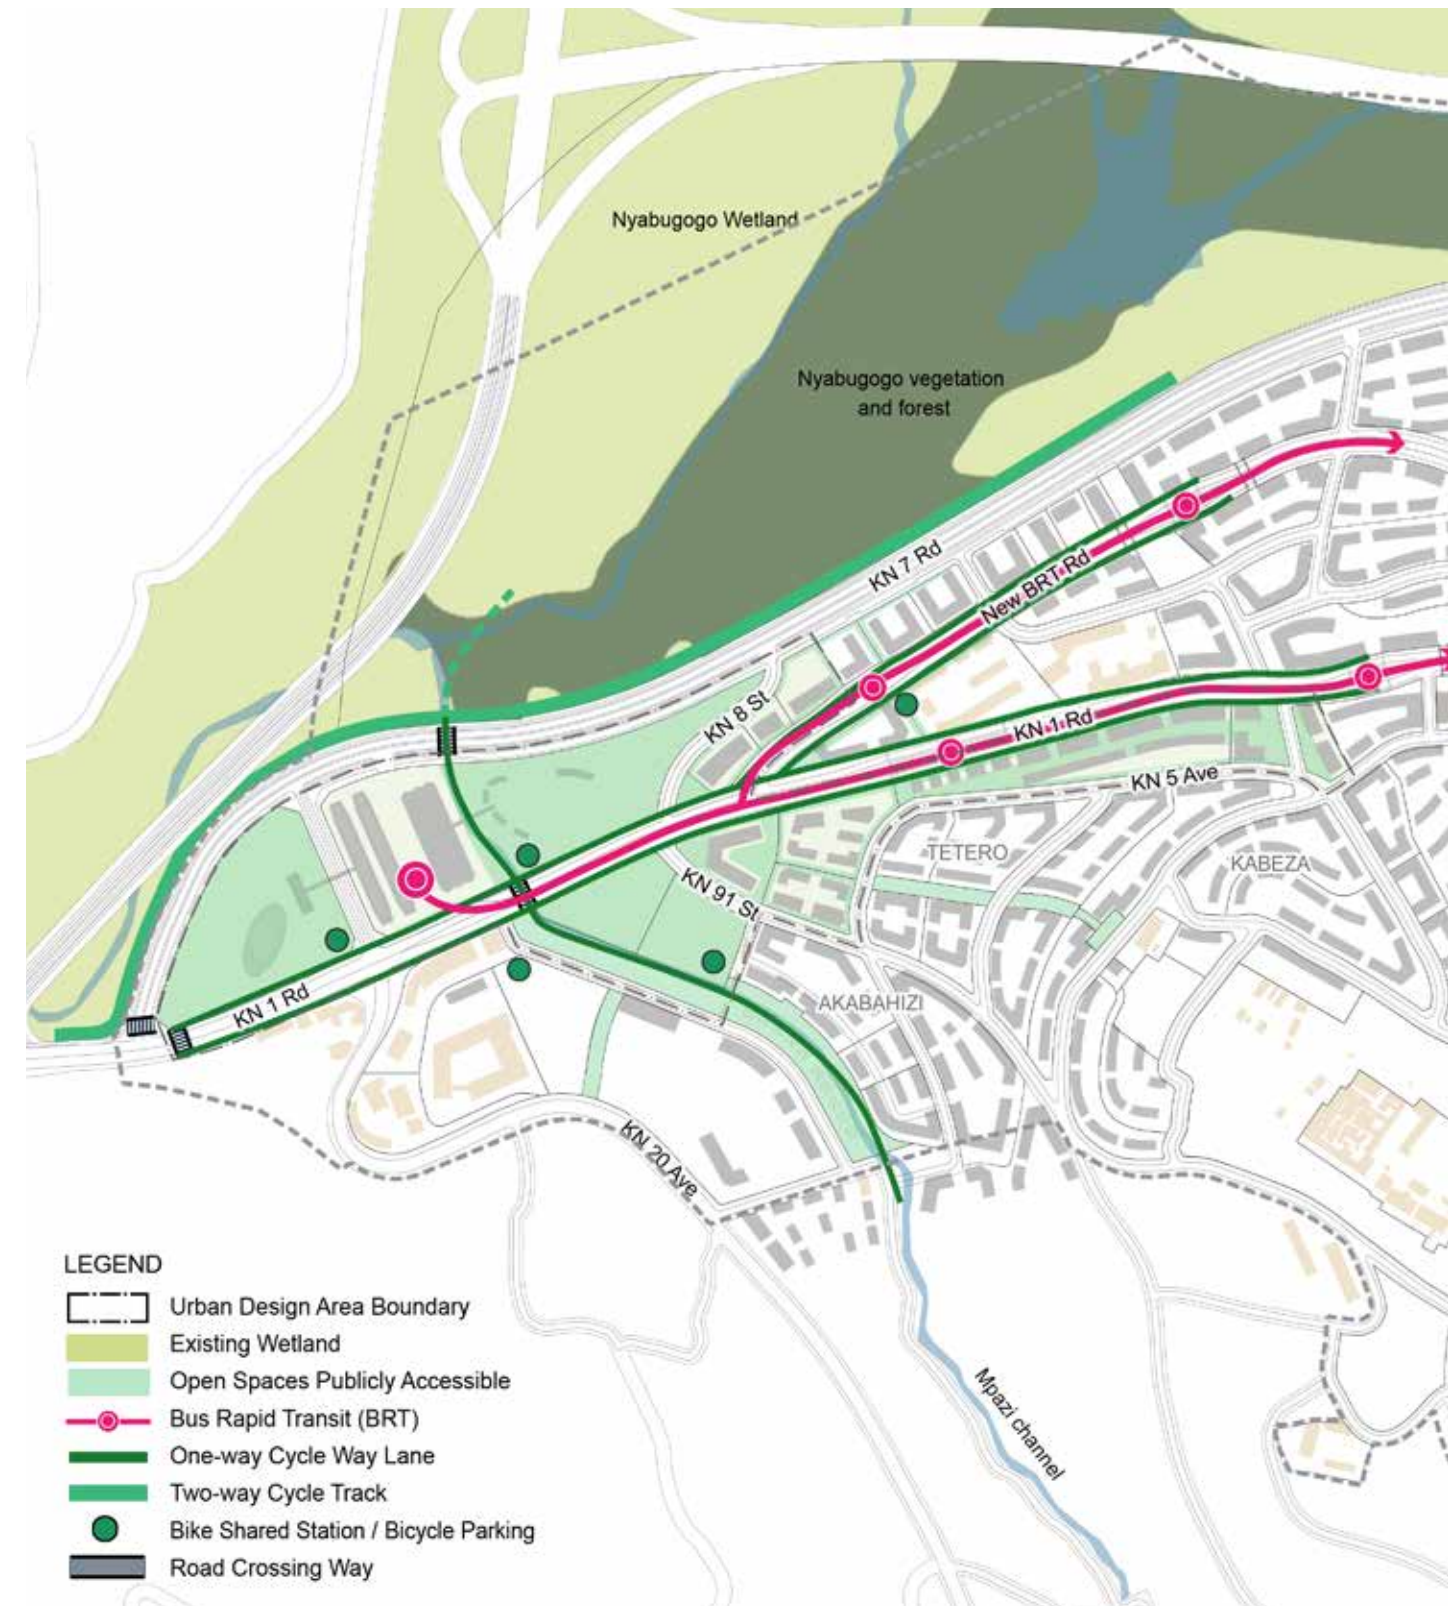 Nyabugogo Wetland
Nyabugogo vegetation
and forest
KN 7 Rd
New BRT Rd
KN 8 St
KN 1 Rd
KN 5 Ave
TETERO
KABEZA
KN 91 St
KN 1 Rd
AKABAHIZI
KN 20 Ave
Mpazi channel
LEGEND
Urban Design Area Boundary
Existing Wetland
Open Spaces Publicly Accessible
Bus Rapid Transit (BRT)
One-way Cycle Way Lane
Two-way Cycle Track
Bike Shared Station / Bicycle Parking
Road Crossing Way